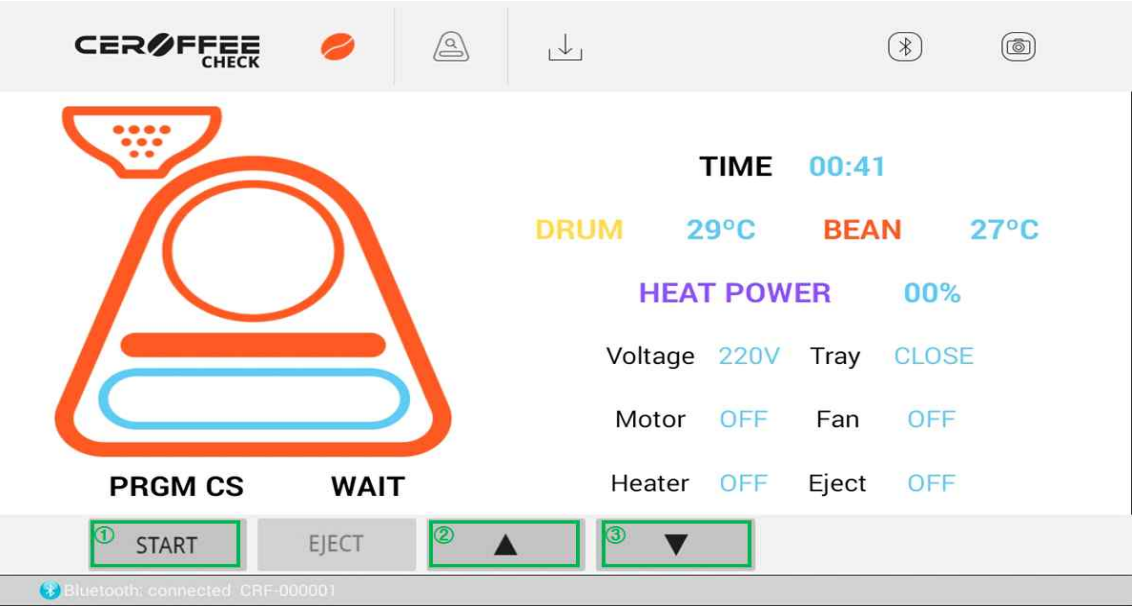 CEROFFEE
CHECK
TIME 00:41
DRUM 29°C BEAN 27°C
HEAT POWER 00%
Voltage 220V Tray CLOSE
Motor OFF Fan OFF
Heater OFF Eject OFF
PRGM CS WAIT
① START EJECT ② ▲ ③ ▼
Bluetooth: connected CRF-000001